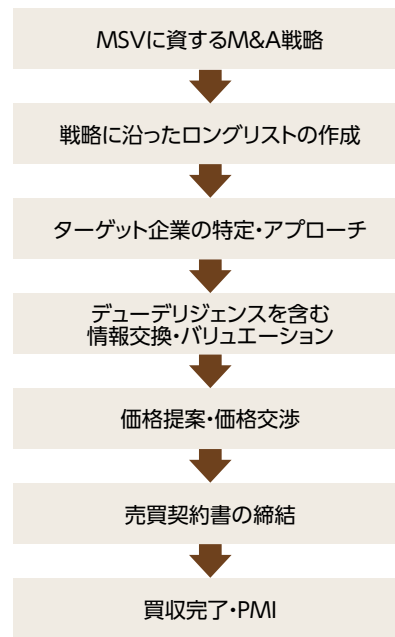 MSVに資するM&A戦略
戦略に沿ったロングリストの作成
ターゲット企業の特定・アプローチ
デューデリジェンスを含む
情報交換・バリュエーション
価格提案・価格交渉
売買契約書の締結
買収完了・PMI